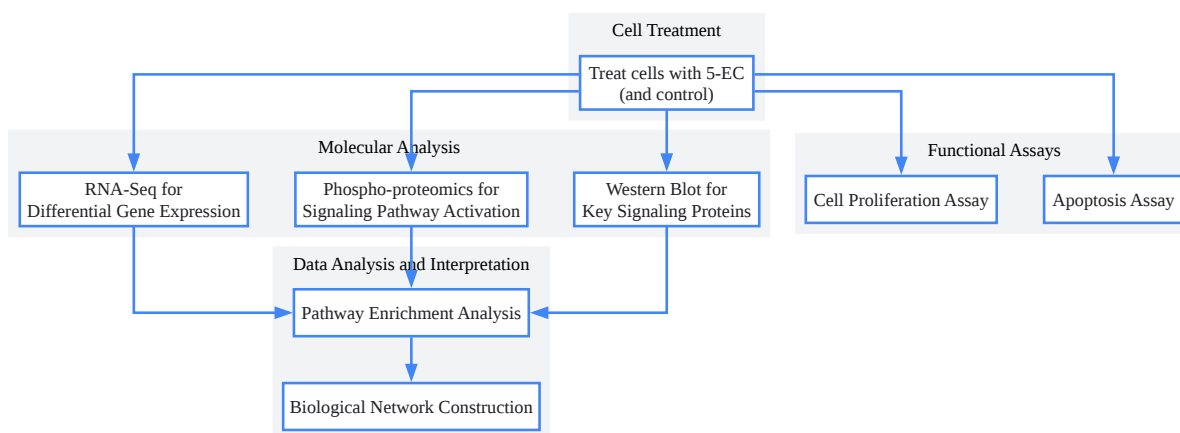 Cell Treatment
Treat cells with 5-EC
(and control)
Molecular Analysis
Functional Assays
RNA-Seq for
Differential Gene Expression
Phospho-proteomics for
Signaling Pathway Activation
Western Blot for
Key Signaling Proteins
Cell Proliferation Assay
Apoptosis Assay
Data Analysis and Interpretation
Pathway Enrichment Analysis
Biological Network Construction